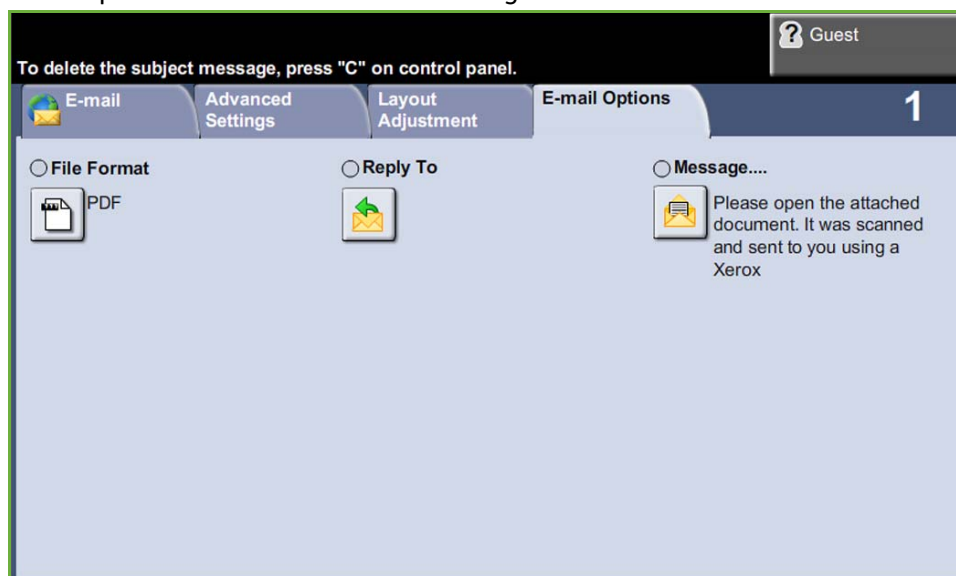 Guest
To delete the subject message, press "C" on control panel.
E-mail
Advanced
Settings
Layout
Adjustment
E-mail Options
1
File Format
PDF
Reply To
Message....
Please open the attached
document. It was scanned
and sent to you using a
Xerox